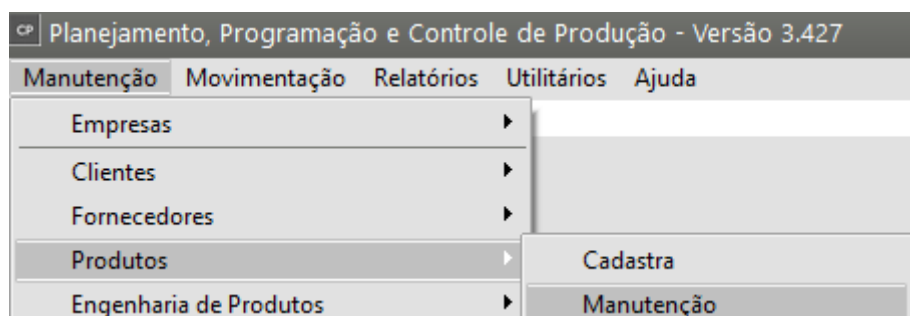 CP Planejamento, Programação e Controle de Produção - Versão 3.427
Manutenção Movimentação Relatórios Utilitários Ajuda
Empresas
Clientes
Fornecedores
Produtos Cadastra
Engenharia de Produtos Manutenção